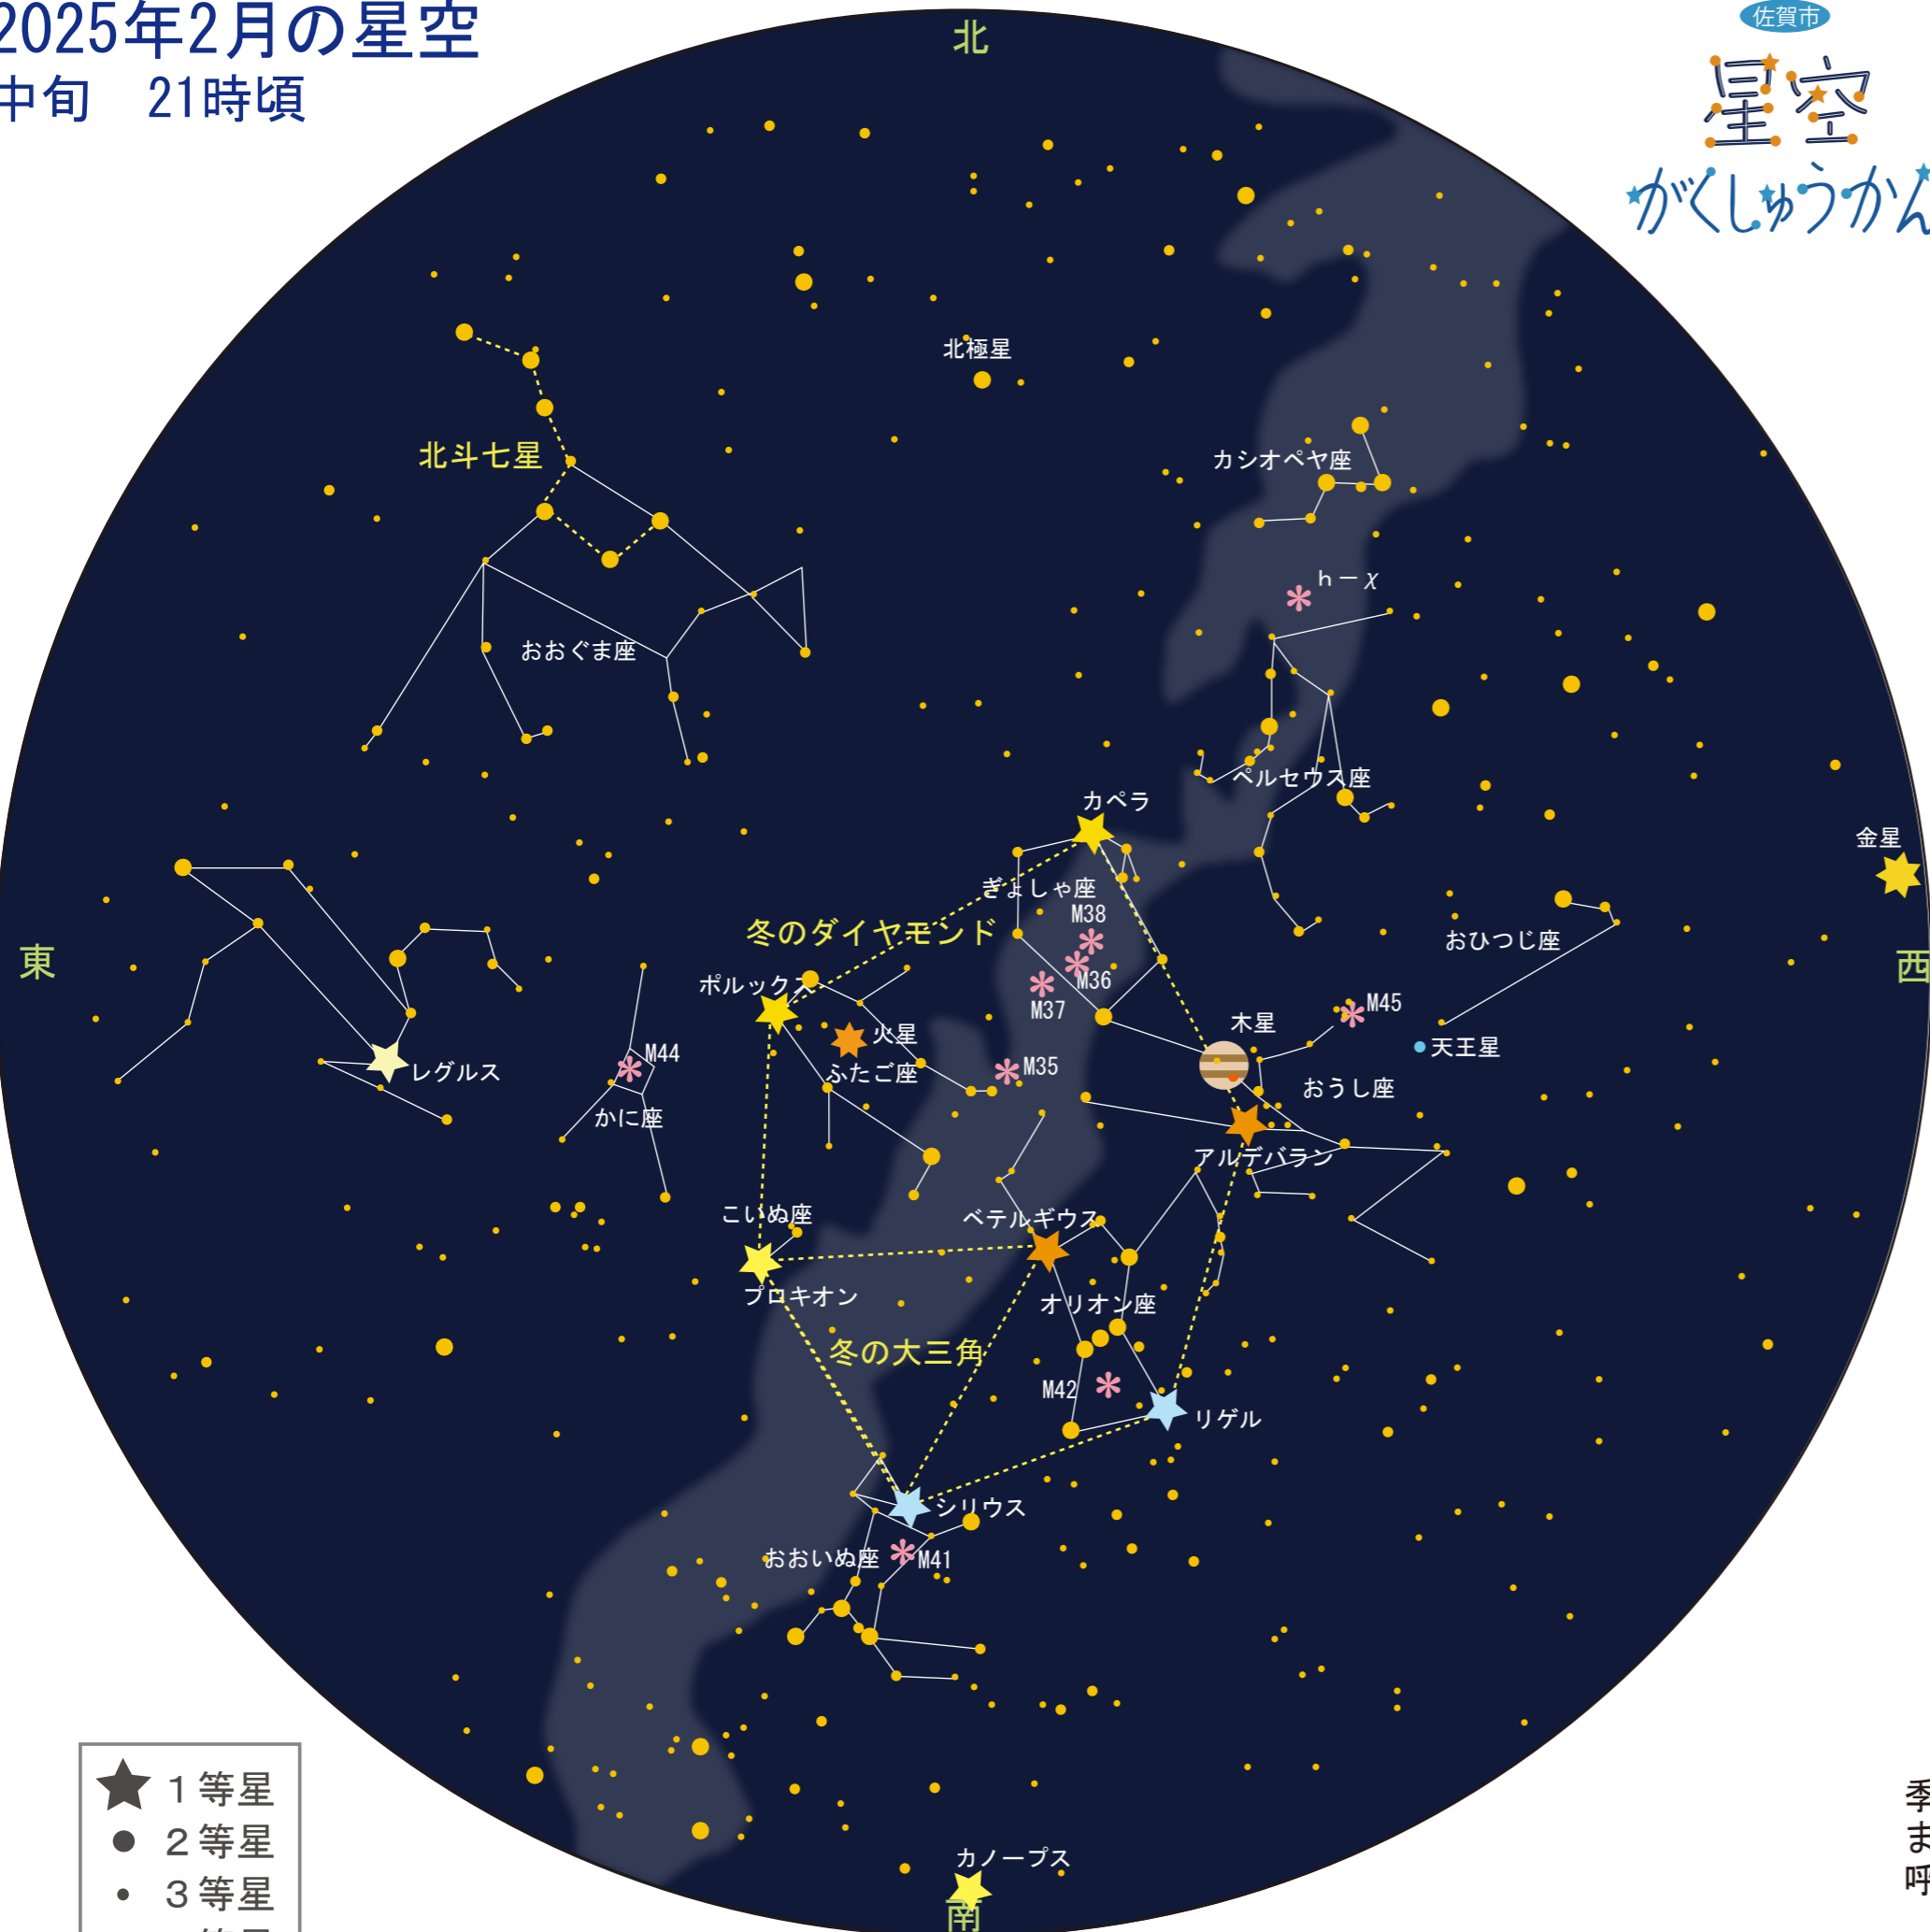 2025年2月の星空
中旬　21時頃
佐賀市
星空
がくしゅうかん
北
北極星
北斗七星
カシオペヤ座
h－χ
おおぐま座
ペルセウス座
カペラ
金星
ぎょしゃ座
M38
冬のダイヤモンド
おひつじ座
東
西
ポルックス
M36
M37
M45
木星
火星
天王星
M44
レグルス
ふたご座
M35
おうし座
かに座
アルデバラン
こいぬ座
ベテルギウス
プロキオン
オリオン座
冬の大三角
M42
リゲル
シリウス
おおいぬ座
M41
カノープス
南
1等星
2等星
3等星
季
ま
呼